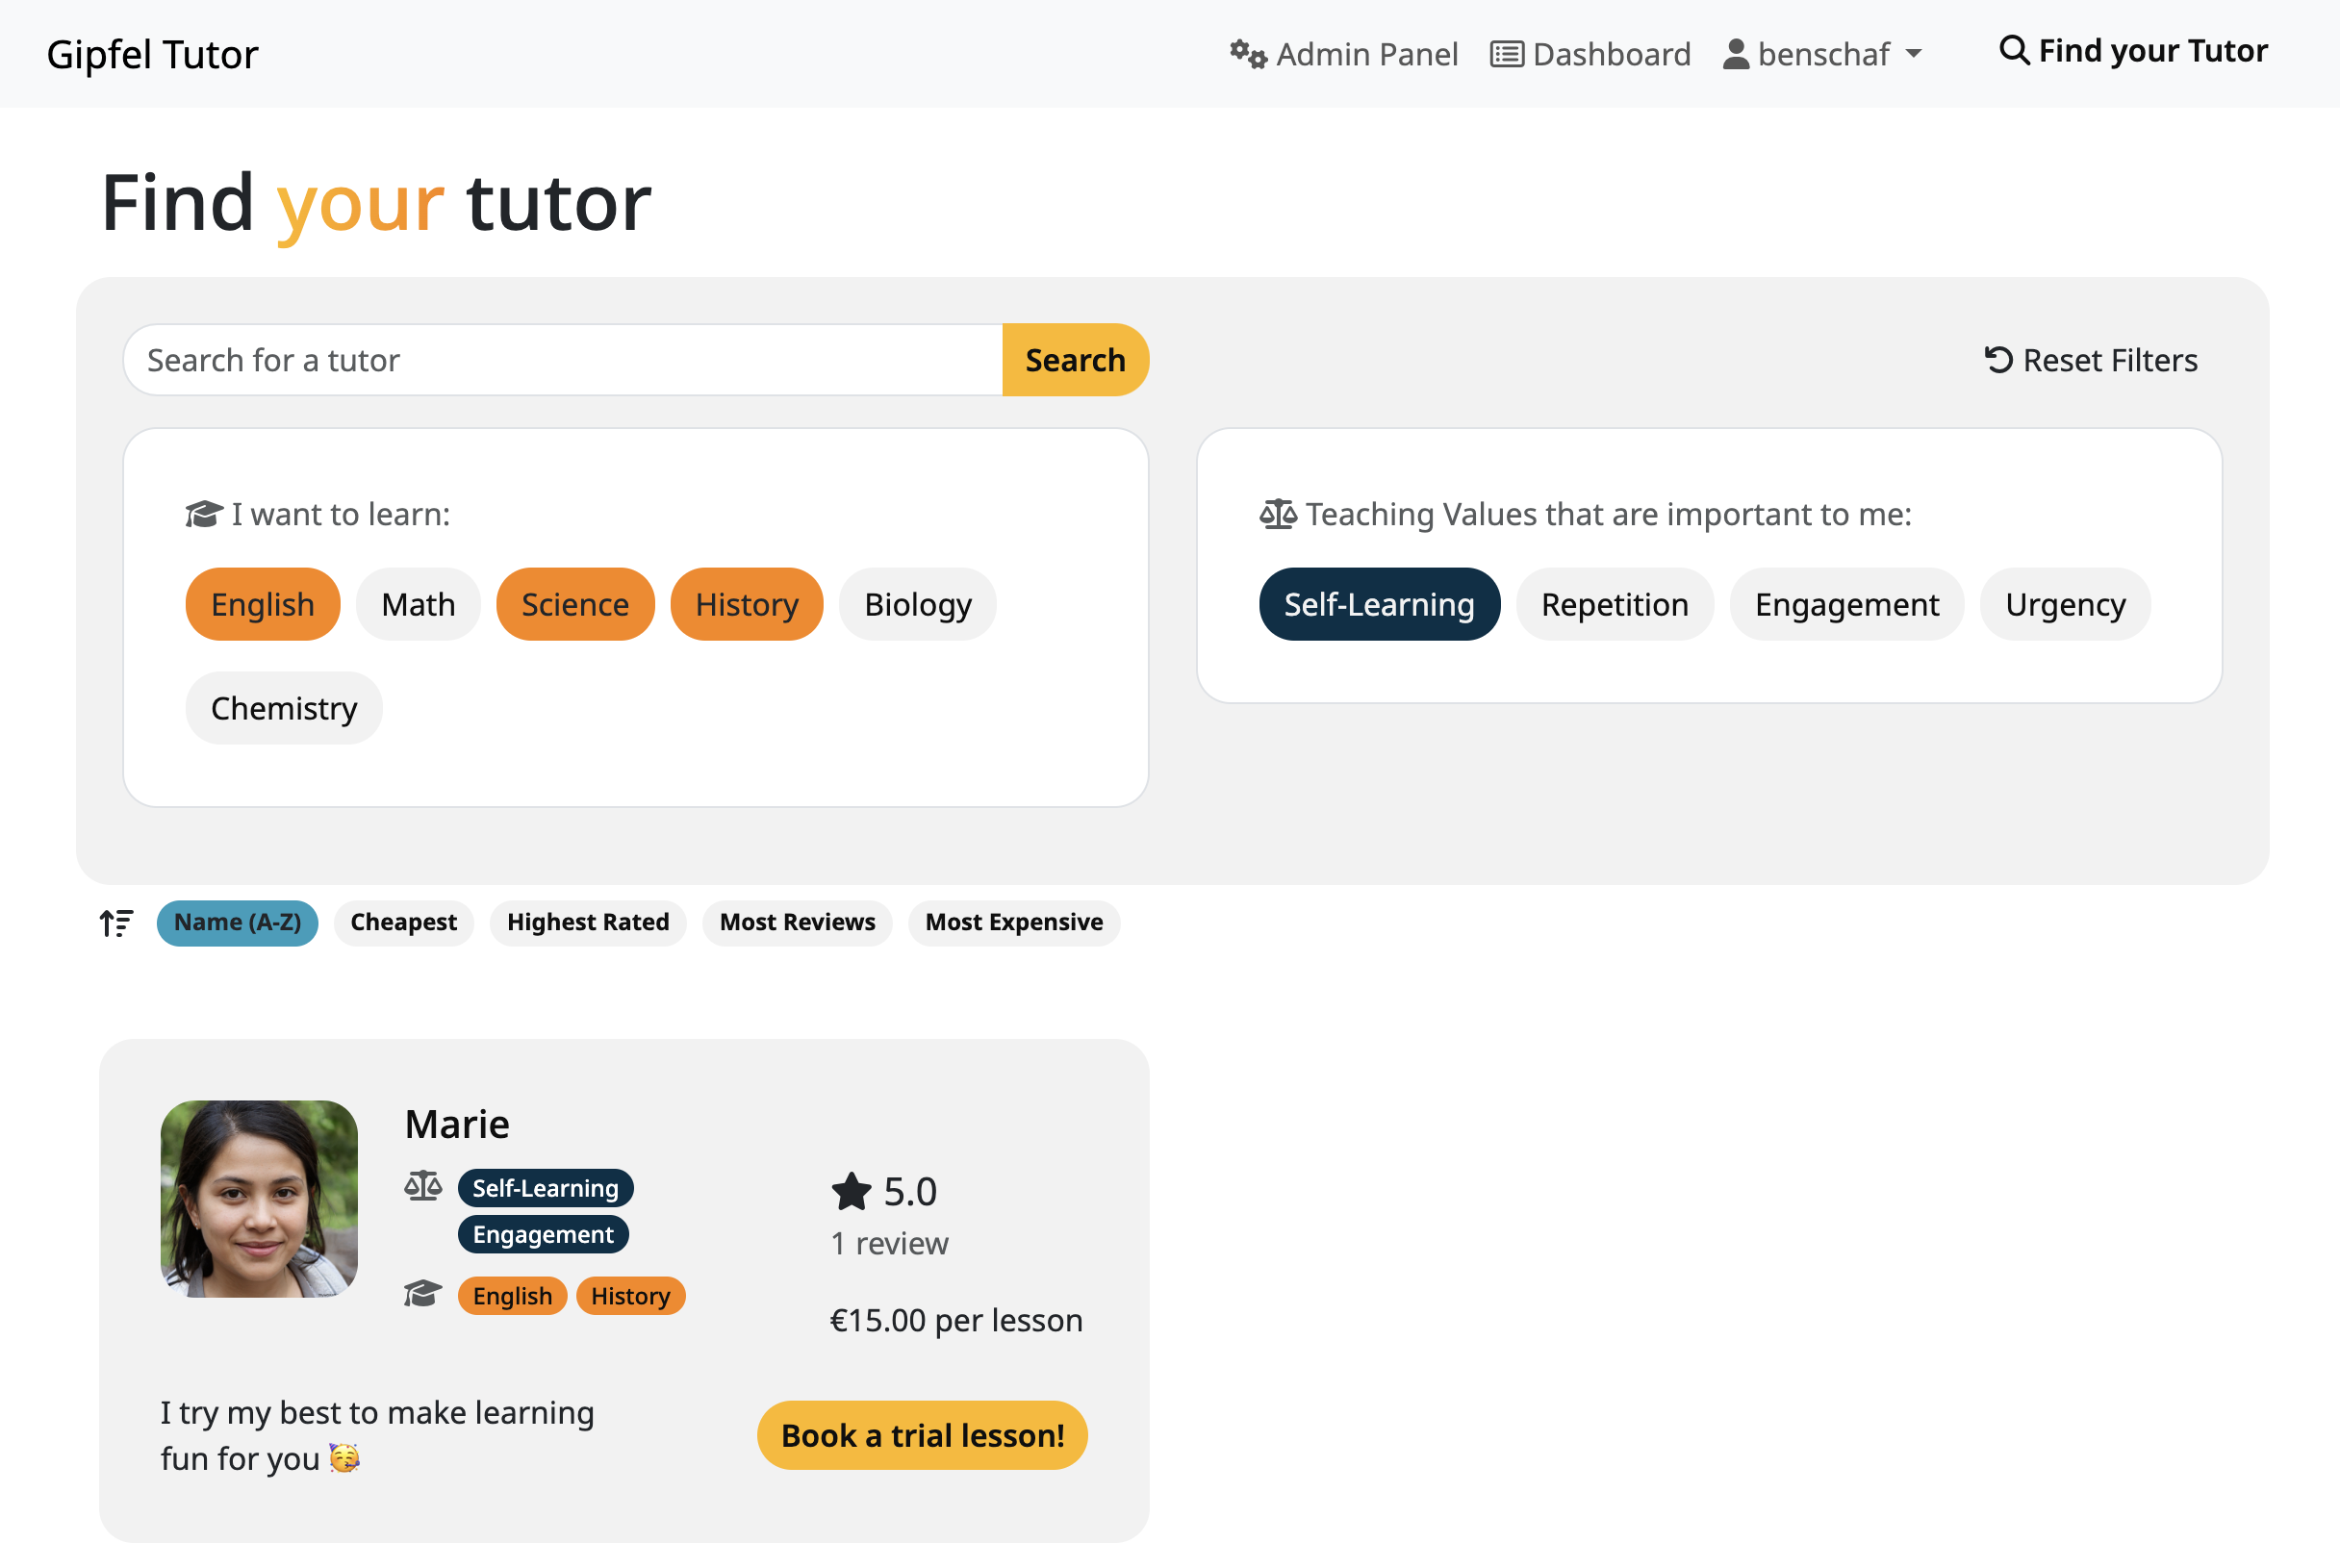 Gipfel Tutor
Admin Panel Dashboard benschaf Find your Tutor
Find your tutor
Search for a tutor Search Reset Filters
I want to learn:
English Math Science History Biology
Chemistry
Teaching Values that are important to me:
Self-Learning Repetition Engagement Urgency
Name (A-Z) Cheapest Highest Rated Most Reviews Most Expensive
Marie
Self-Learning
Engagement
English History
5.0
1 review
€15.00 per lesson
I try my best to make learning
fun for you 🥳
Book a trial lesson!